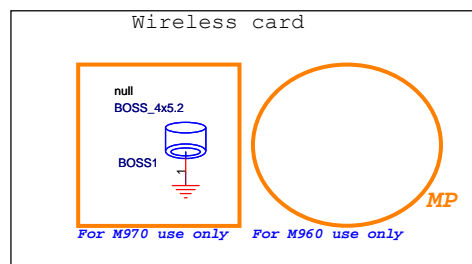 Wireless card
null
BOSS_4x5.2
BOSS1
1
MP
For M970 use only
For M960 use only